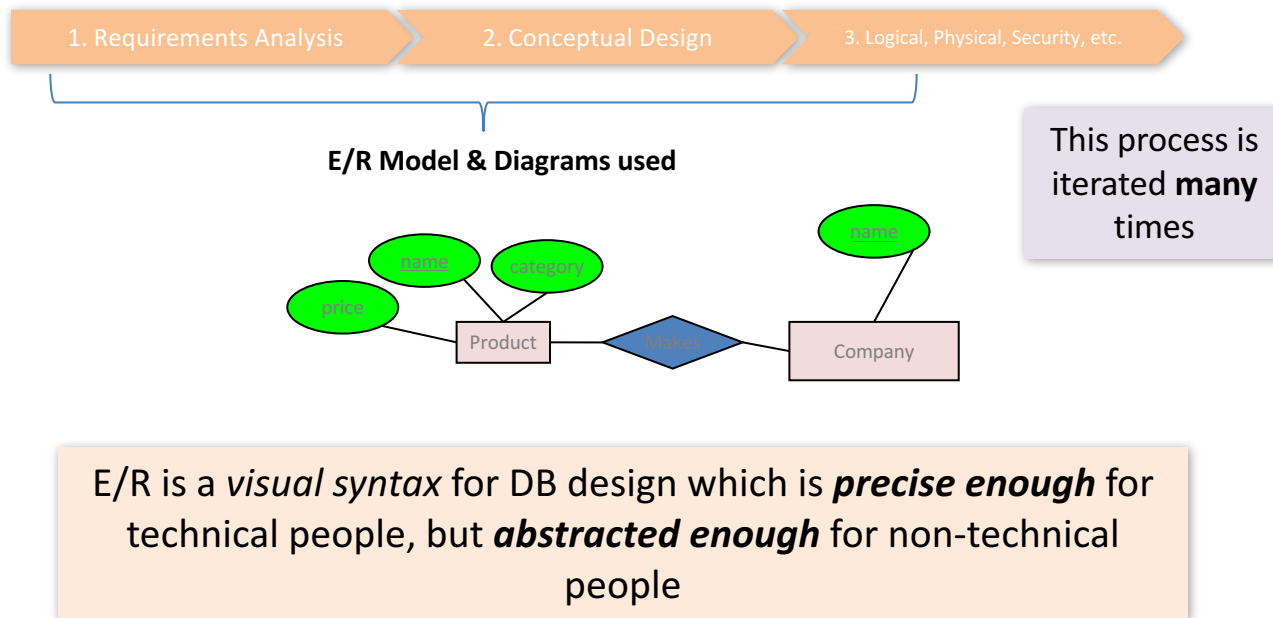 1. Requirements Analysis
2. Conceptual Design
3. Logical, Physical, Security, etc.
E/R Model & Diagrams used
This process is
iterated many
times
name
name
category
price
Product
Makes
Company
E/R is a visual syntax for DB design which is precise enough for
technical people, but abstracted enough for non-technical
people